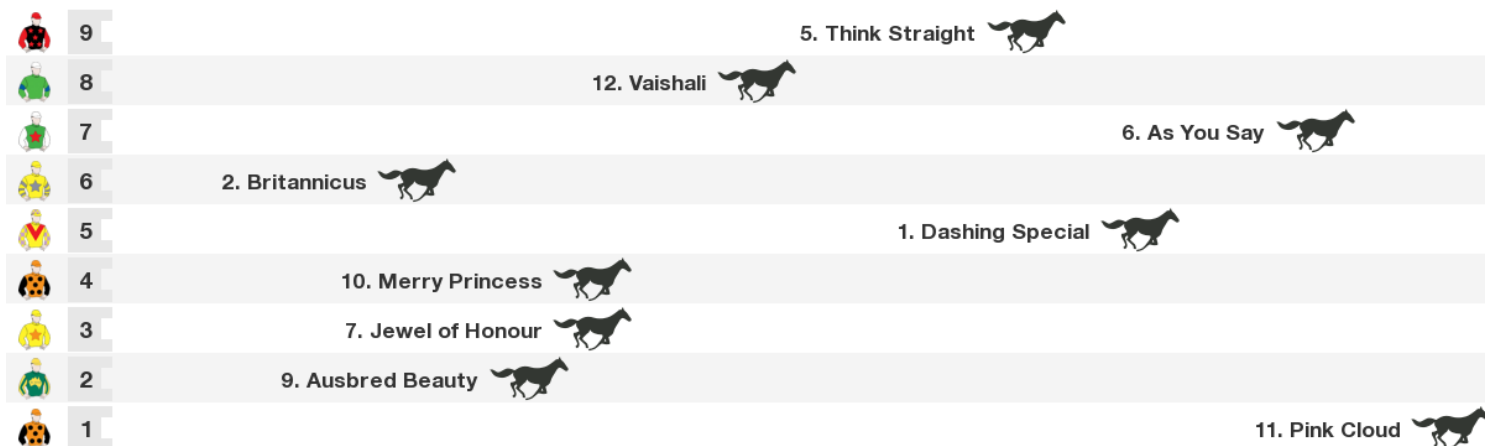 9 5. Think Straight
8 12. Vaishali
7 6. As You Say
6 2. Britannicus
5 1. Dashing Special
4 10. Merry Princess
3 7. Jewel of Honour
2 9. Ausbred Beauty
1 11. Pink Cloud